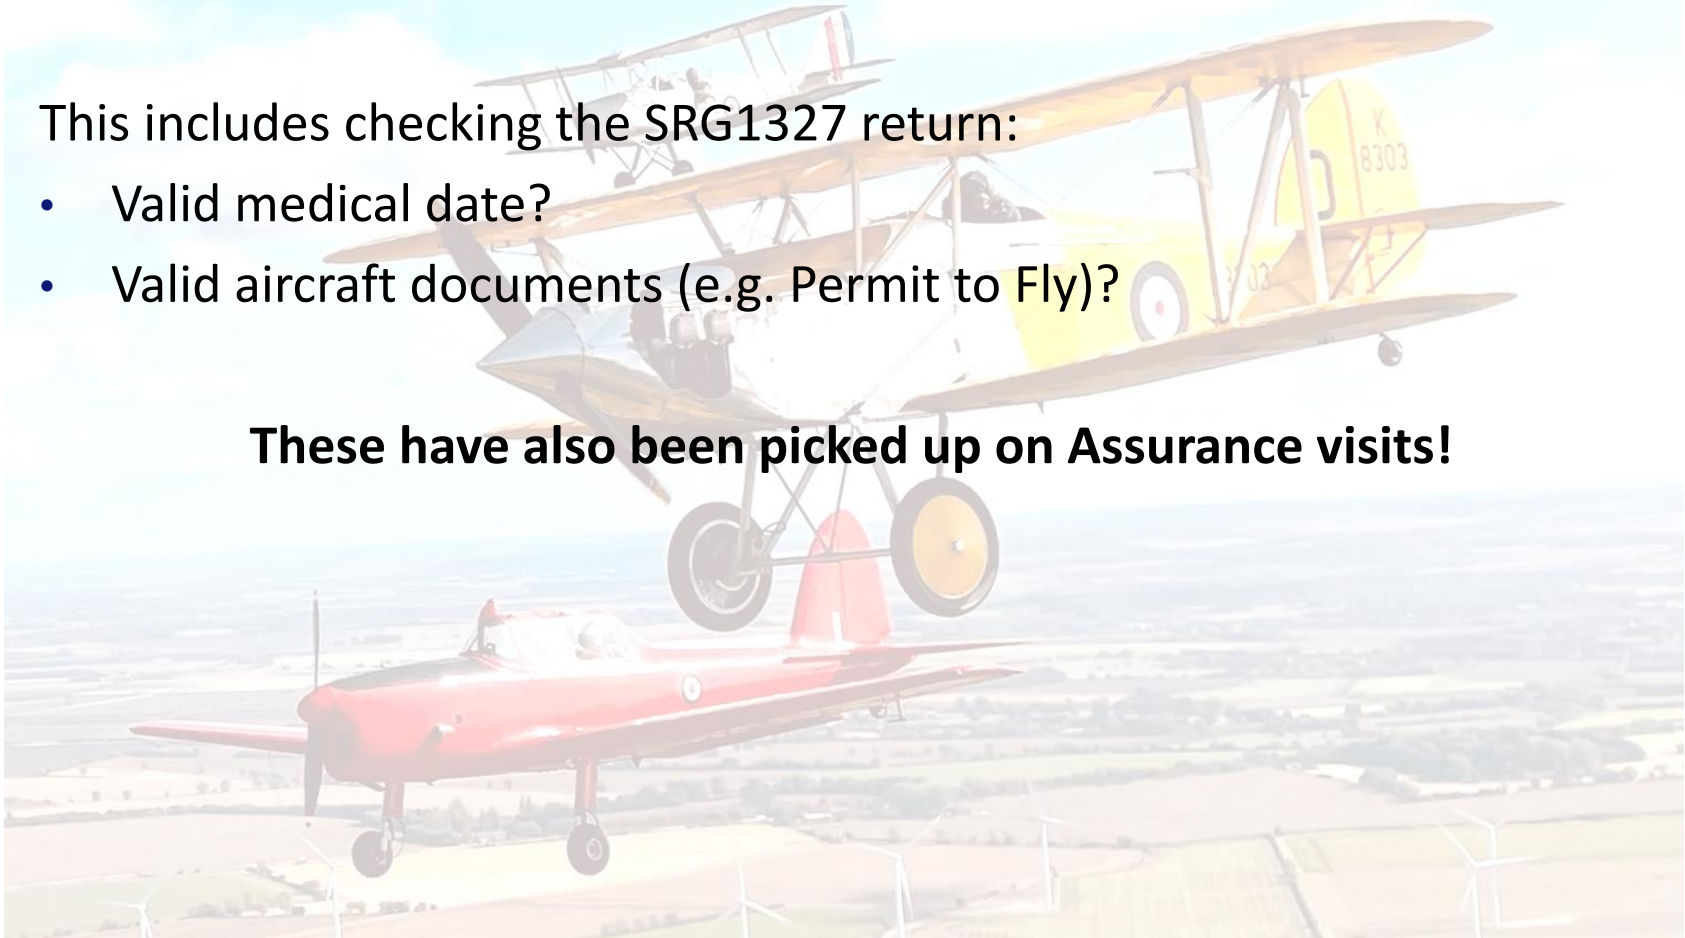 This includes checking the SRG1327 return:
• Valid medical date?
• Valid aircraft documents (e.g. Permit to Fly)?
These have also been picked up on Assurance visits!
K
8303